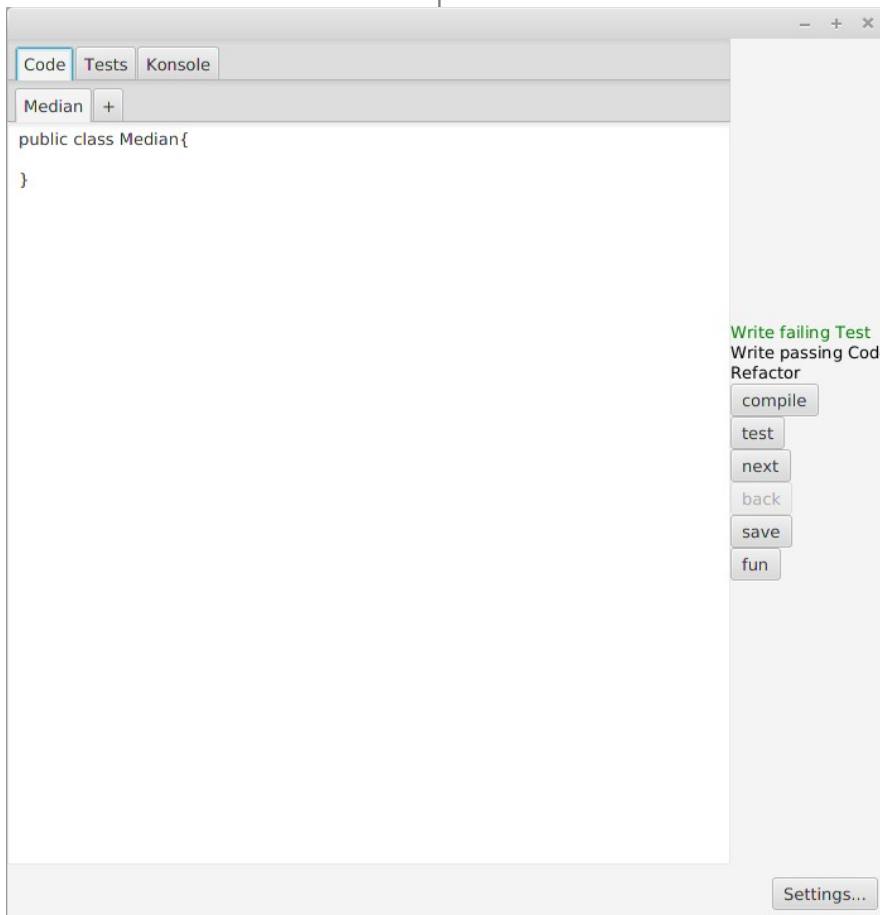 Code Tests Konsole
Median +
public class Median{
}
Write failing Test
Write passing Cod
Refactor
compile
test
next
back
save
fun
Settings...